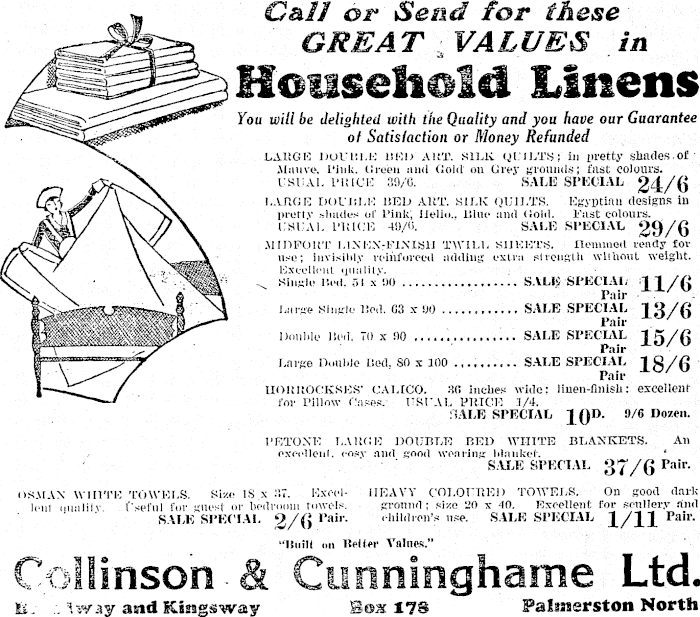 Call or Send for these
GREAT VALUES in
Household Linens
You will be delighted with the Quality and you have our Guarantee
of Satisfaction or Money Refunded
LARGE DOUBLE BED ART. SILK QUILTS; in pretty shades of
Mauve, Pink, Green and Gold on Grey grounds; fast colours.
USUAL PRICE 39/6. SALE SPECIAL 24/6
LARGE DOUBLE BED ART. SILK QUILTS. Egyptian designs in
pretty shades of Pink, Helio., Blue and Gold. Fast colours.
USUAL PRICE 49/6. SALE SPECIAL 29/6
MIDFORT LINEN-FINISH TWILL SHEETS. Hemmed ready for
use; invisibly reinforced adding extra strength without weight.
Excellent quality.
Single Bed, 54 x 90 ................ SALE SPECIAL 11/6
Pair
Large Single Bed, 63 x 90 .......... SALE SPECIAL 13/6
Pair
Double Bed, 70 x 90 .............. SALE SPECIAL 15/6
Pair
Large Double Bed, 80 x 100 ......... SALE SPECIAL 18/6
Pair
HORROCKSES' CALICO. 36 inches wide; linen-finish; excellent
for Pillow Cases. USUAL PRICE 1/4.
SALE SPECIAL 10D. 9/6 Dozen.
PETONE LARGE DOUBLE BED WHITE BLANKETS. An
excellent, cosy and good wearing blanket.
SALE SPECIAL 37/6 Pair.
OSMAN WHITE TOWELS. Size 18 x 37. Excel-
lent quality. Useful for guest or bedroom towels.
SALE SPECIAL 2/6 Pair.
HEAVY COLOURED TOWELS. On good dark
ground; size 20 x 40. Excellent for scullery and
children's use. SALE SPECIAL 1/11 Pair.
"Built on Better Values."
Collinson & Cunninghame Ltd.
and Kingsway Box 178 Palmerston North